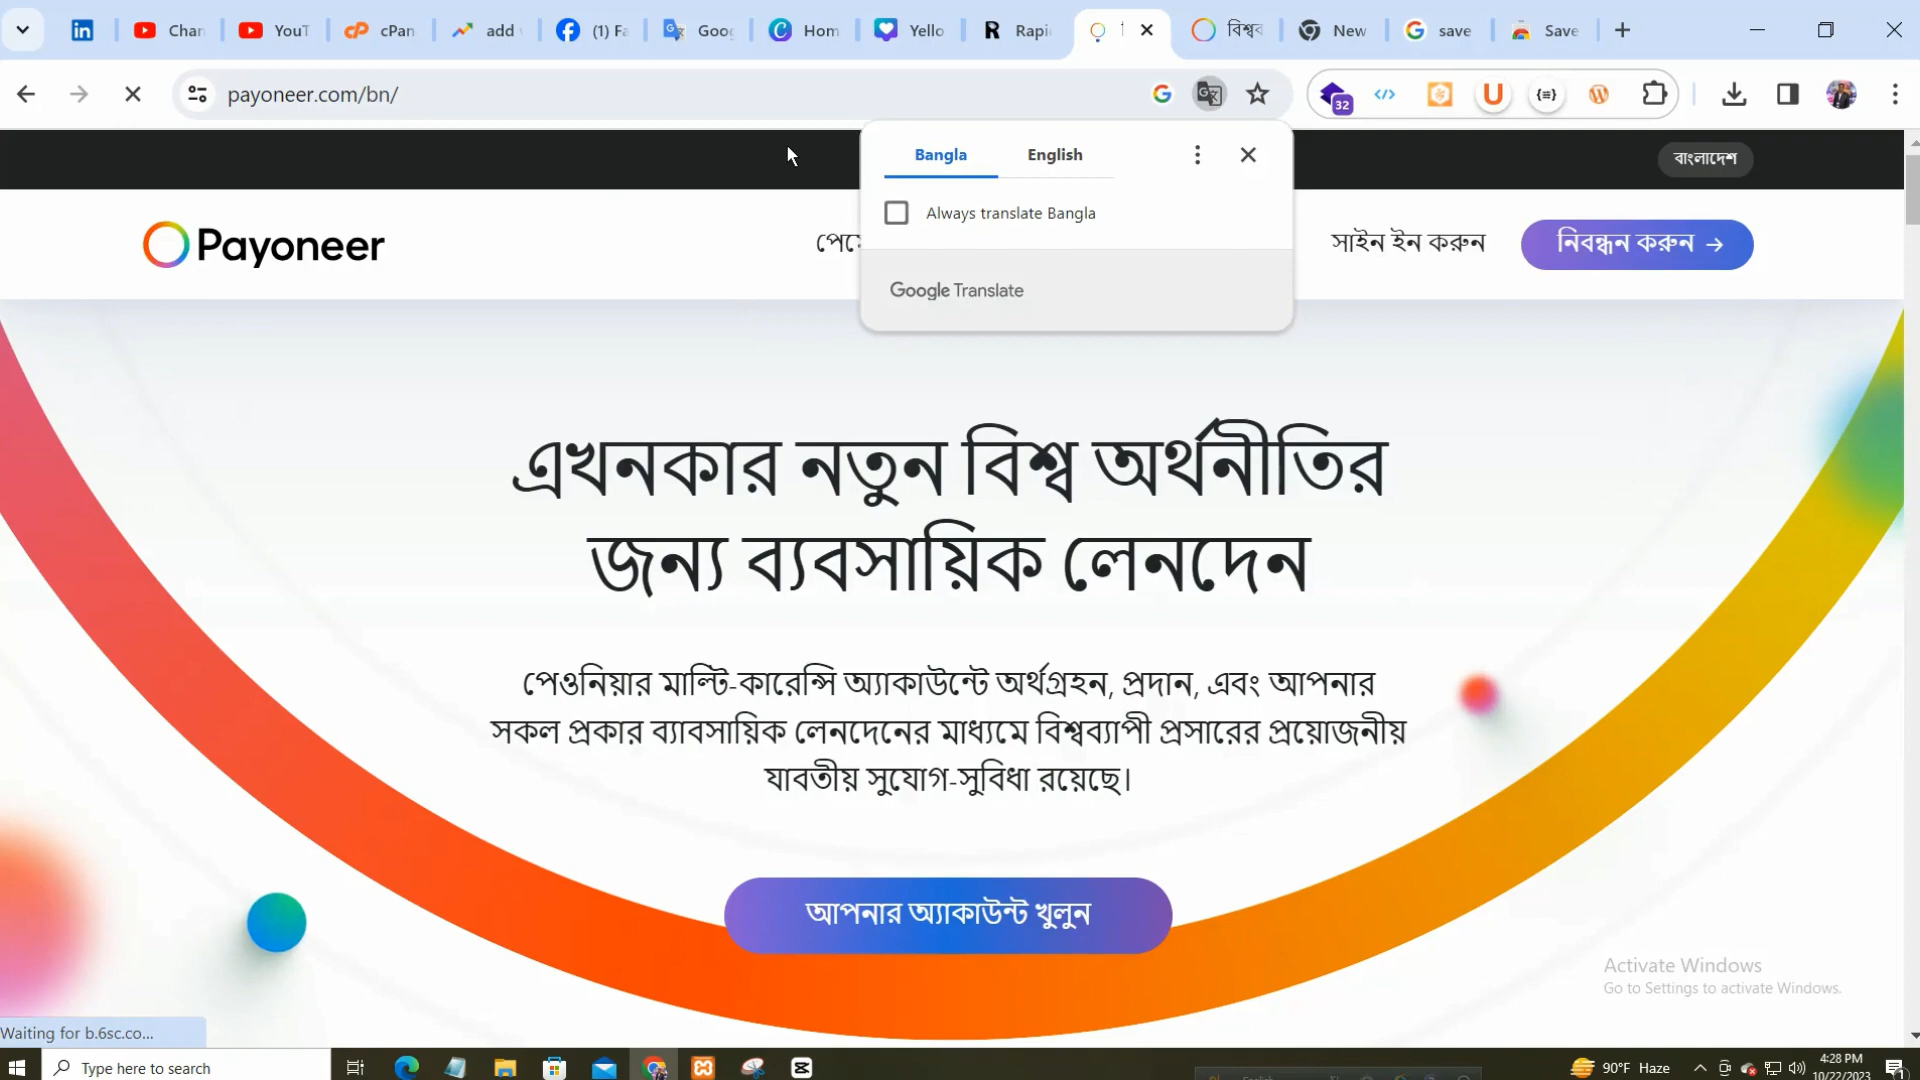 Chan
YouT
cPan
add
(1) Fa
Goog
Hom
Yello
Rapi
New
save
Save
payoneer.com/bn/
32
Bangla
English
Always translate Bangla
Google Translate
বাংলাদেশ
Payoneer
সাইন ইন করুন
নিবন্ধন করুন →
এখনকার নতুন বিশ্ব অর্থনীতির
জন্য ব্যবসায়িক লেনদেন
পেওনিয়ার মাল্টি-কারেন্সি অ্যাকাউন্টে অর্থগ্রহন, প্রদান, এবং আপনার
সকল প্রকার ব্যাবসায়িক লেনদেনের মাধ্যমে বিশ্বব্যাপী প্রসারের প্রয়োজনীয়
যাবতীয় সুযোগ-সুবিধা রয়েছে।
আপনার অ্যাকাউন্ট খুলুন
Activate Windows
Go to Settings to activate Windows.
Waiting for b.6sc.co...
Type here to search
90°F Haze
4:28 PM
10/22/2023